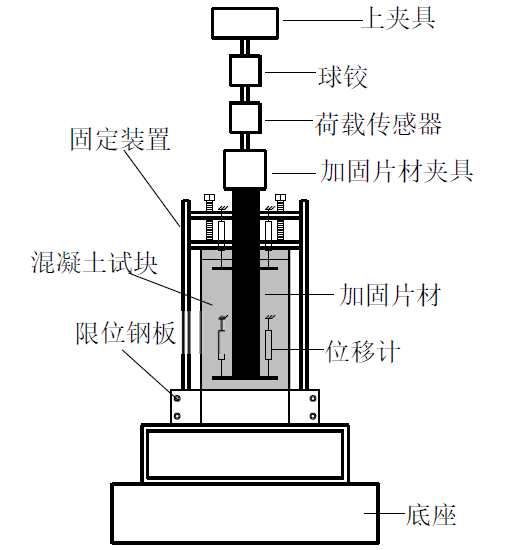 上夹具
球铰
荷载传感器
固定装置
加固片材夹具
混凝土试块
加固片材
限位钢板
位移计
底座